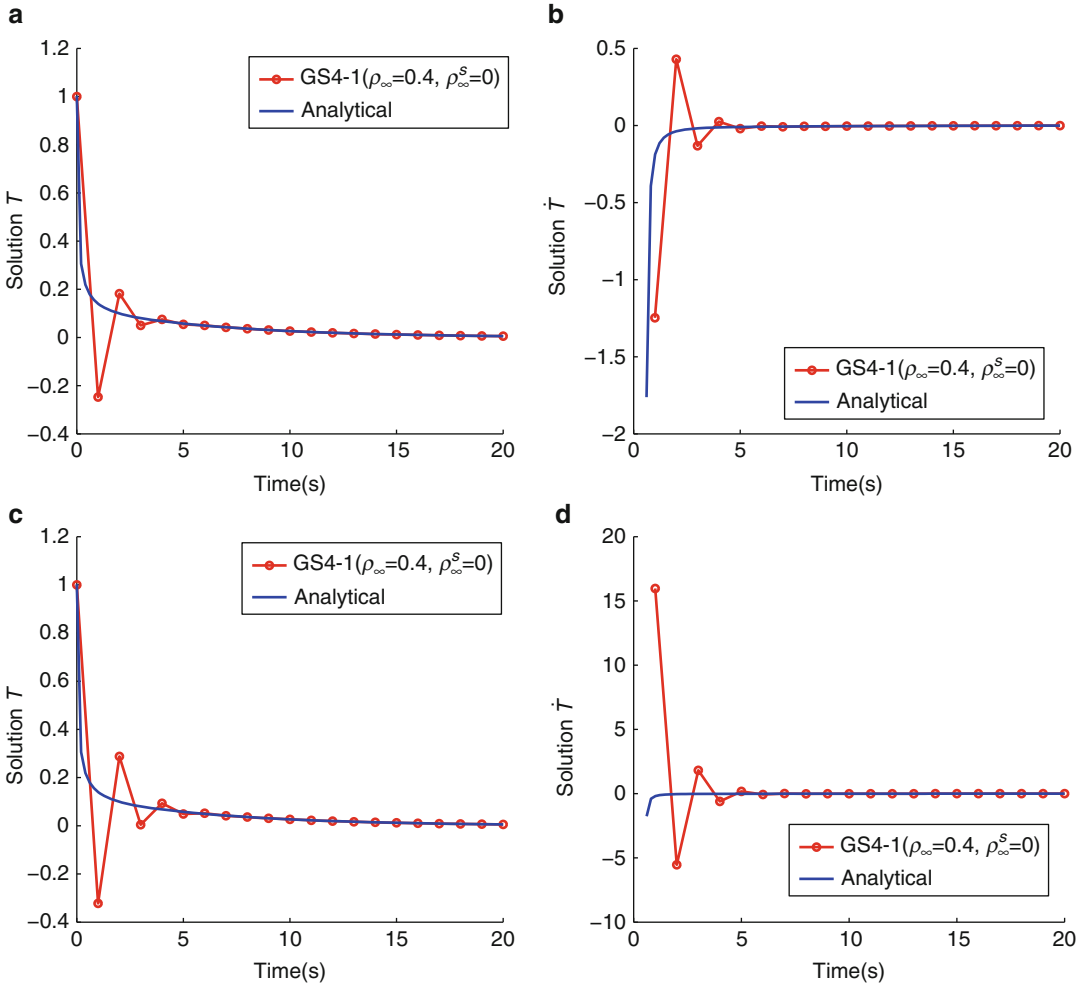 a
1.2
1
0.8
0.6
0.4
0.2
0
−0.2
−0.4
0 5 10 15 20
Solution T
Time(s)
GS4-1(ρ∞=0.4, ρ∞^s=0)
Analytical
b
0.5
0
−0.5
−1
−1.5
−2
0 5 10 15 20
Solution Ṫ
Time(s)
GS4-1(ρ∞=0.4, ρ∞^s=0)
Analytical
c
1.2
1
0.8
0.6
0.4
0.2
0
−0.2
−0.4
0 5 10 15 20
Solution T
Time(s)
GS4-1(ρ∞=0.4, ρ∞^s=0)
Analytical
d
20
15
10
5
0
−5
−10
0 5 10 15 20
Solution Ṫ
Time(s)
GS4-1(ρ∞=0.4, ρ∞^s=0)
Analytical